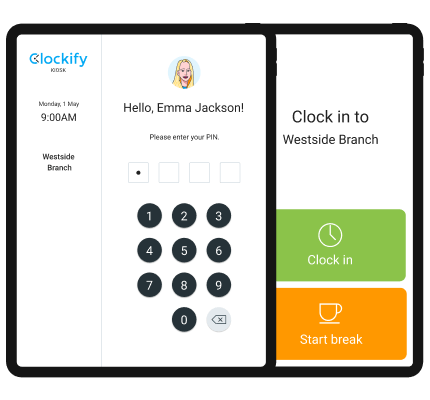 Clockify
KIOSK
Monday, 1 May
9:00AM
Westside
Branch
Hello, Emma Jackson!
Please enter your PIN.
1 2 3
4 5 6
7 8 9
0
Clock in to
Westside Branch
Clock in
Start break